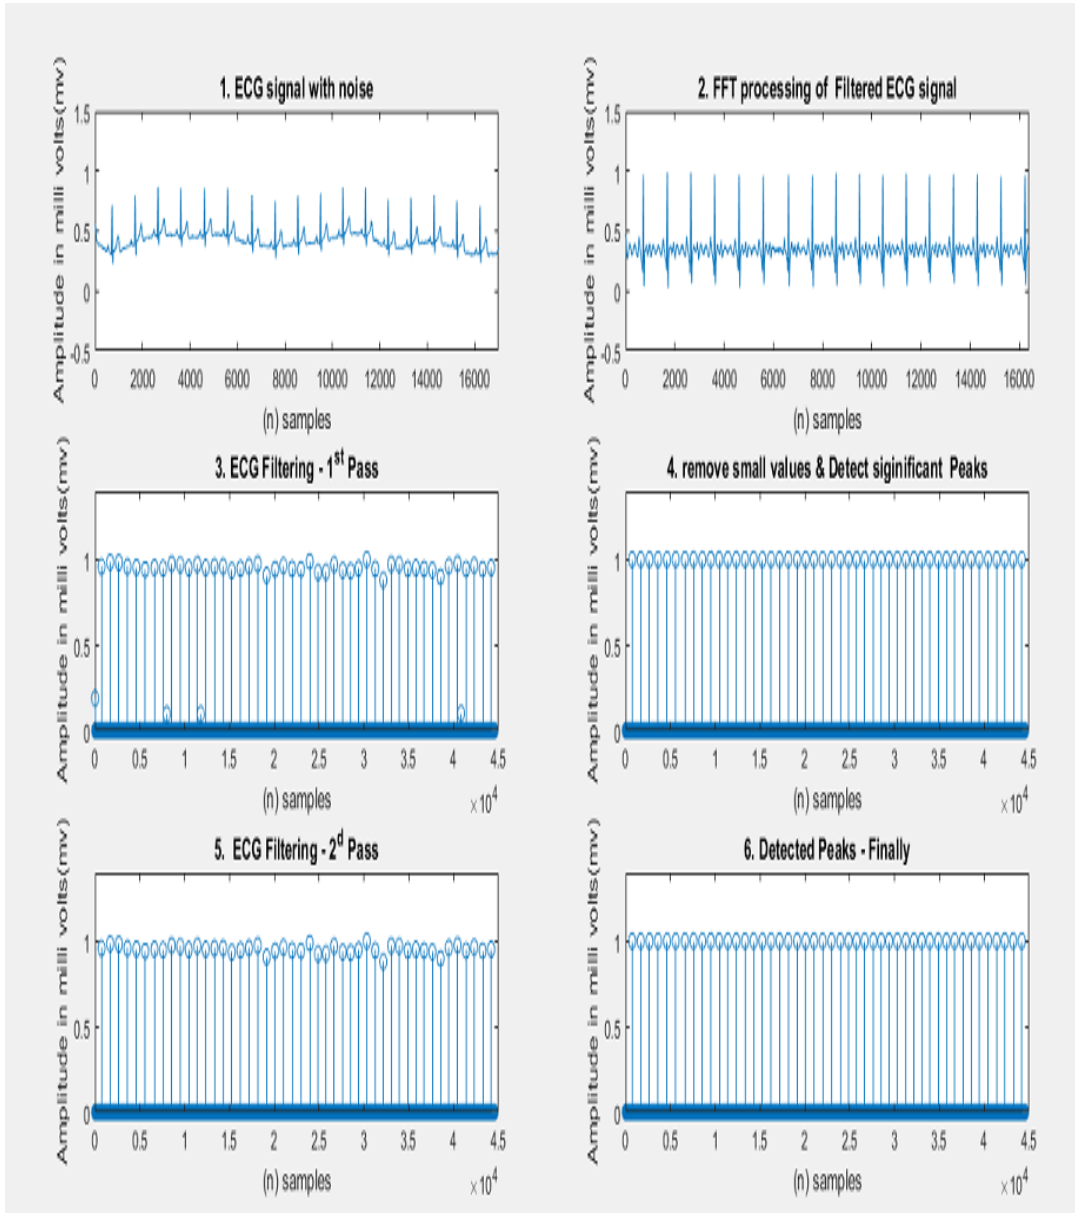 1. ECG signal with noise
Amplitude in milli volts(mv)
1.5
1
0.5
0
-0.5
0 2000 4000 6000 8000 10000 12000 14000 16000
(n) samples
2. FFT processing of Filtered ECG signal
Amplitude in milli volts(mv)
1.5
1
0.5
0
-0.5
0 2000 4000 6000 8000 10000 12000 14000 16000
(n) samples
3. ECG Filtering - 1st Pass
Amplitude in milli volts(mv)
1
0.5
0
0 0.5 1 1.5 2 2.5 3 3.5 4 4.5
(n) samples
×10^4
4. remove small values & Detect siginificant Peaks
Amplitude in milli volts(mv)
1
0.5
0
0 0.5 1 1.5 2 2.5 3 3.5 4 4.5
(n) samples
×10^4
5. ECG Filtering - 2d Pass
Amplitude in milli volts(mv)
1
0.5
0
0 0.5 1 1.5 2 2.5 3 3.5 4 4.5
(n) samples
×10^4
6. Detected Peaks - Finally
Amplitude in milli volts(mv)
1
0.5
0
0 0.5 1 1.5 2 2.5 3 3.5 4 4.5
(n) samples
×10^4